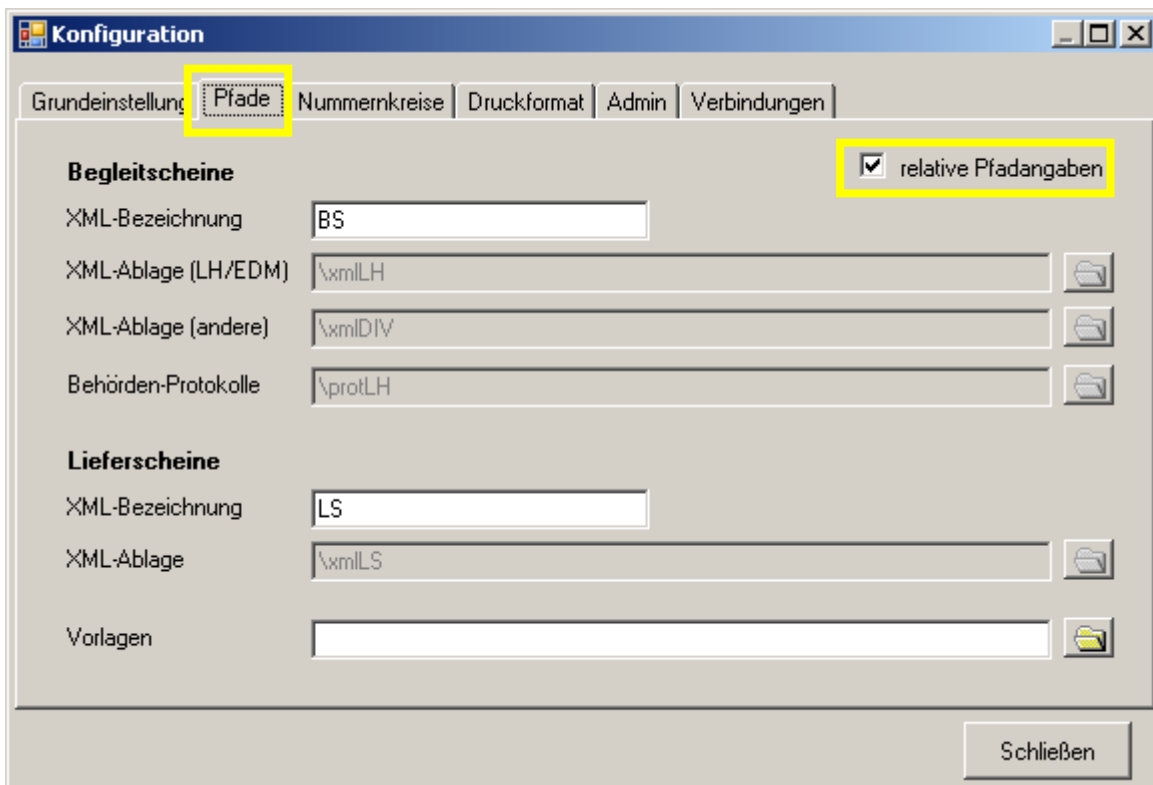 Konfiguration
Grundeinstellung Pfade Nummernkreise Druckformat Admin Verbindungen
Begleitscheine relative Pfadangaben
XML-Bezeichnung BS
XML-Ablage (LH/EDM) \xmlLH
XML-Ablage (andere) \xmlDIV
Behörden-Protokolle \protLH
Lieferscheine
XML-Bezeichnung LS
XML-Ablage \xmlLS
Vorlagen
Schließen